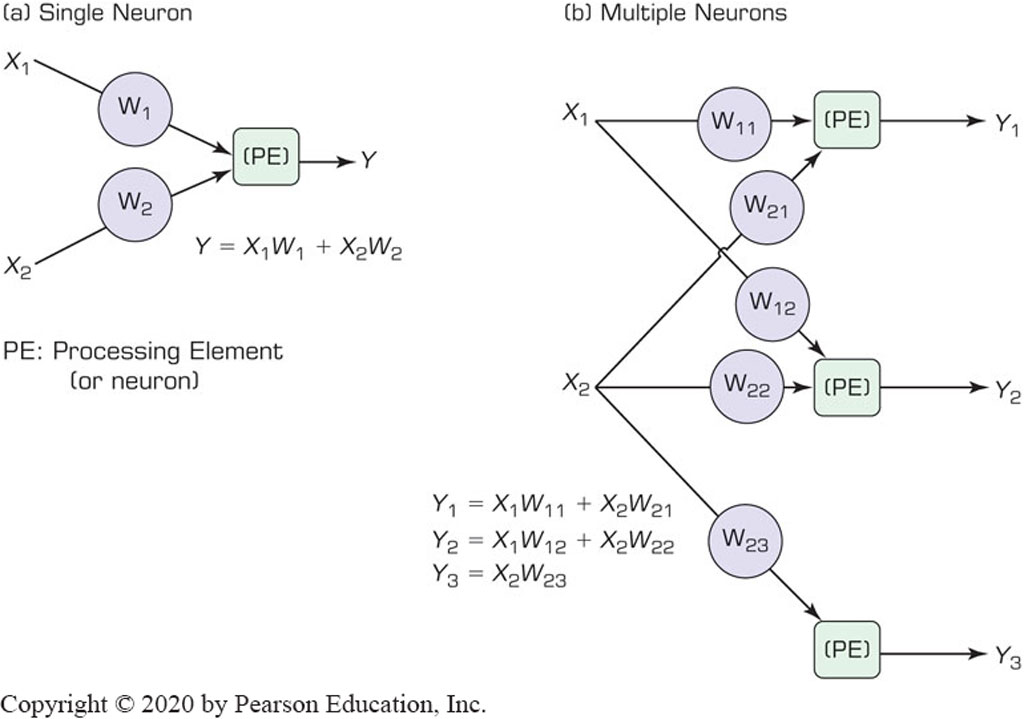 (a) Single Neuron
X₁
W₁
(PE)
Y
W₂
X₂
Y = X₁W₁ + X₂W₂
PE: Processing Element
(or neuron)
(b) Multiple Neurons
X₁
W₁₁
(PE)
Y₁
W₂₁
W₁₂
X₂
W₂₂
(PE)
Y₂
Y₁ = X₁W₁₁ + X₂W₂₁
Y₂ = X₁W₁₂ + X₂W₂₂
Y₃ = X₂W₂₃
W₂₃
(PE)
Y₃
Copyright © 2020 by Pearson Education, Inc.